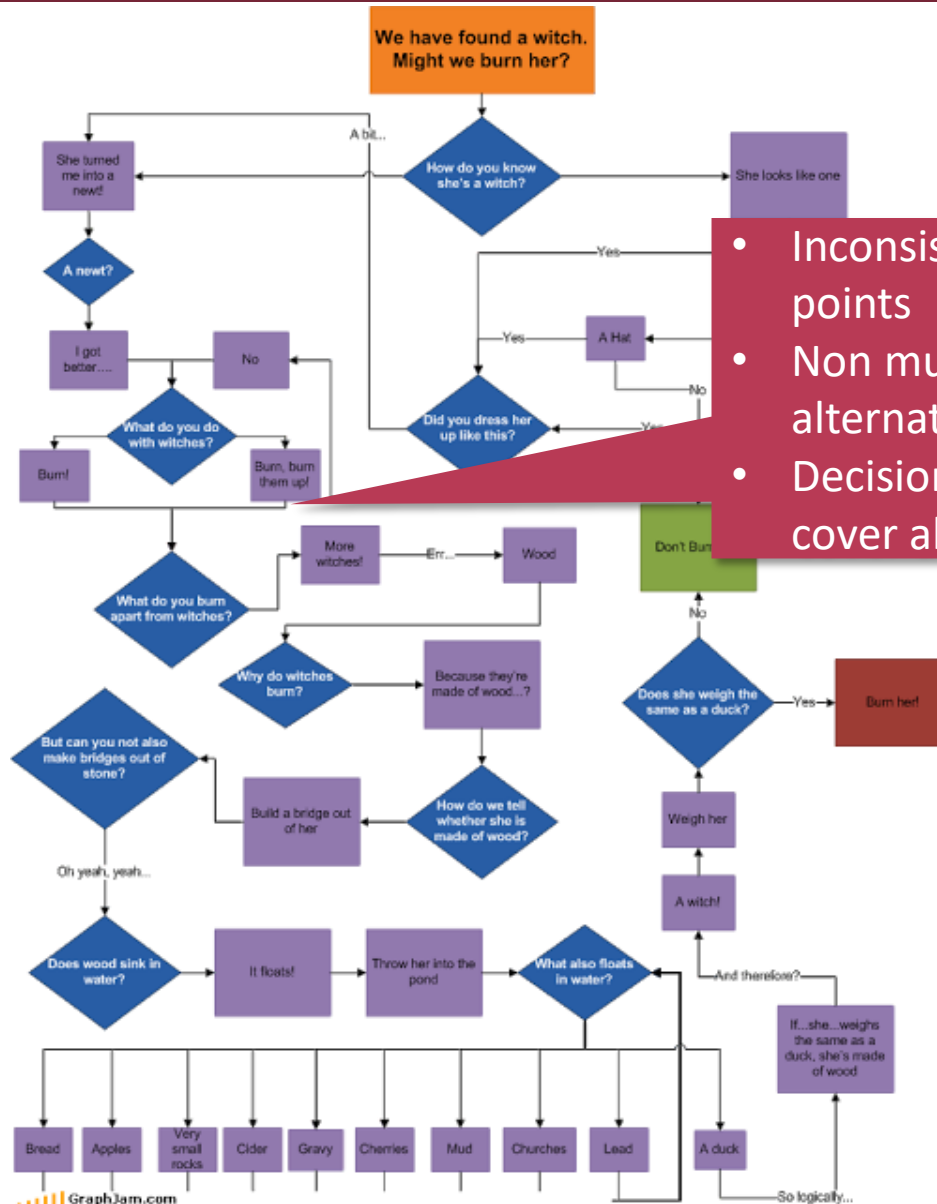 We have found a witch.
Might we burn her?
A bit...
She turned
me into a
newt!
How do you know
she's a witch?
She looks like one
A newt?
Yes
I got
better....
No
Yes
A Hat
No
What do you do
with witches?
Did you dress her
up like this?
Burn!
Burn, burn
them up!
points
Non
Decision
More
witches!
Err...
Wood
Don't
What do you burn
apart from witches?
No
Why do witches
burn?
Because they're
made of wood...?
Does she weigh the
same as a duck?
Yes
Burn her!
But can you not also
make bridges out of
stone?
Build a bridge out
of her
How do we tell
whether she is
made of wood?
Weigh her
Oh yeah, yeah...
A witch!
Does wood sink in
water?
It floats!
Throw her into the
pond
What also floats
in water?
And therefore?
If...she...weighs
the same as a
duck, she's made
of wood
Bread
Apples
Very
small
rocks
Cider
Gravy
Cherries
Mud
Churches
Lead
A duck
So logically...
GraphJam.com